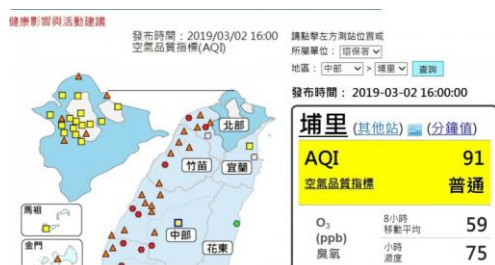 健康影響與活動建議
發布時間：2019/03/02 16:00
空氣品質指標(AQI)
北部
竹苗
宜蘭
馬祖
中部
金門
花東
請點擊左方測站位置或
所屬單位： 環保署
地區： 中部 > 埔里 查詢
發布時間： 2019-03-02 16:00:00
埔里 (其他站) (分鐘值)
AQI 91
空氣品質指標 普通
O3 (ppb) 臭氧
8小時移動平均 59
小時濃度 75